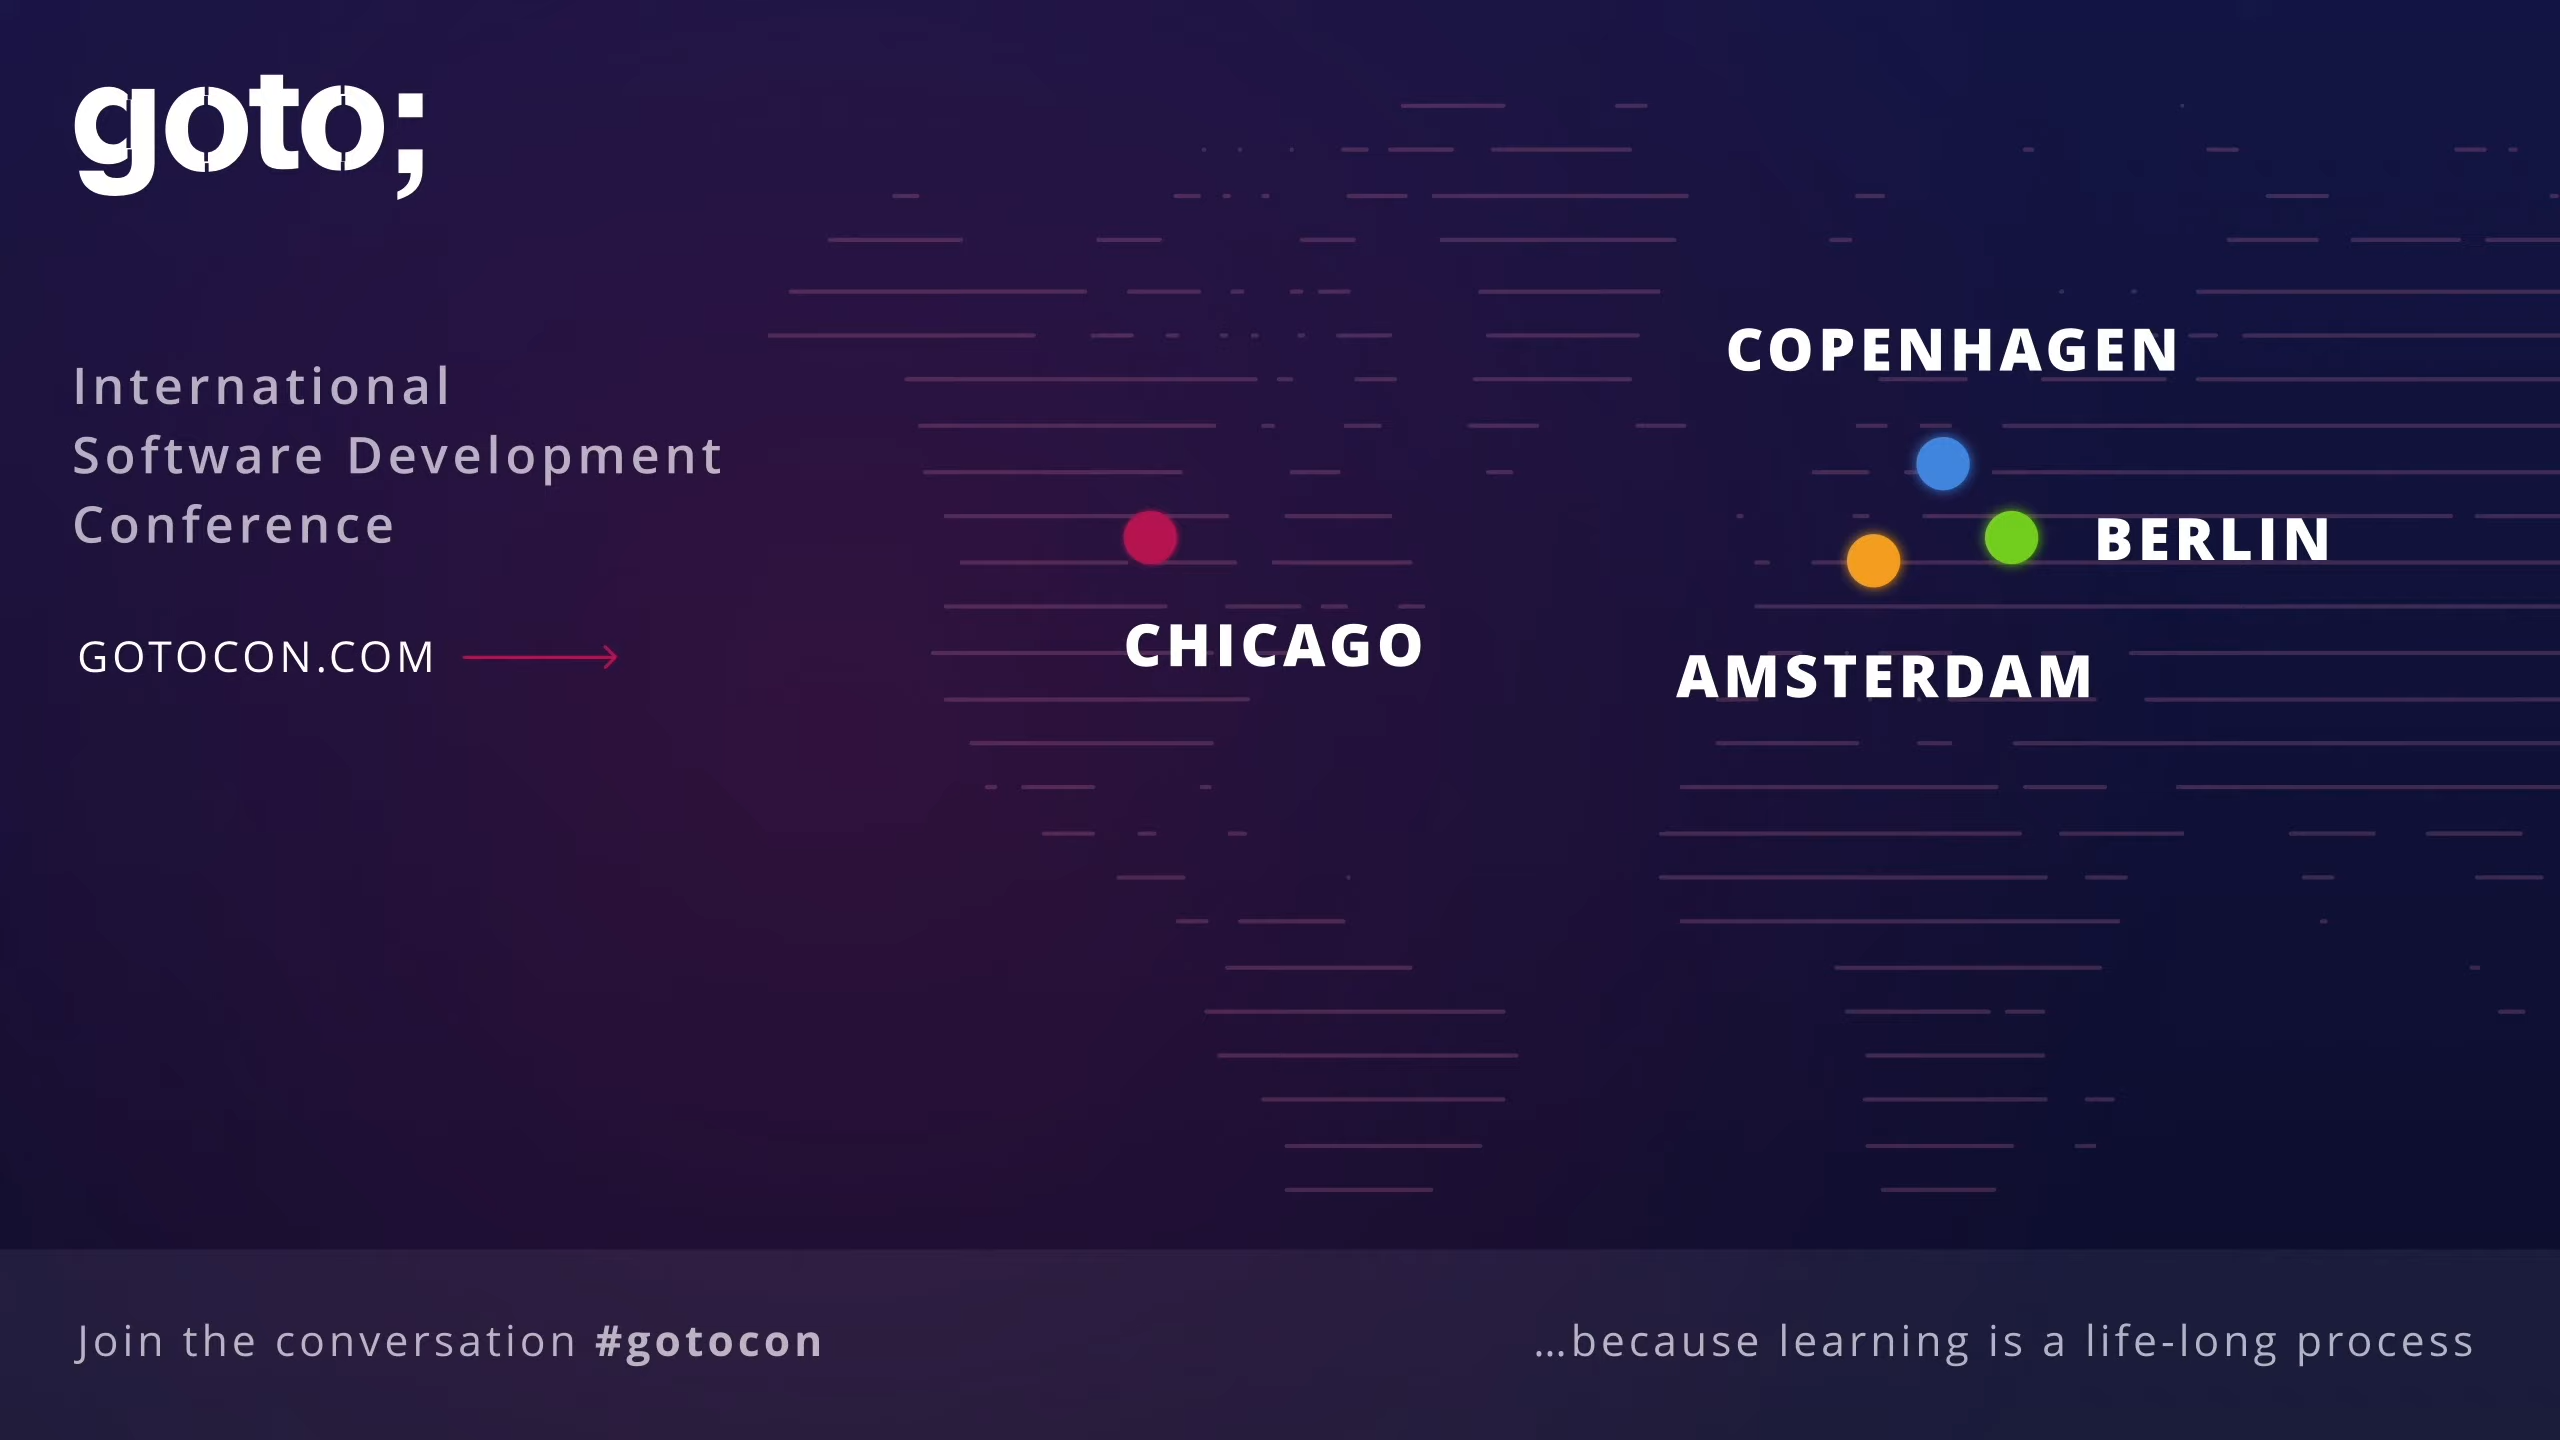 goto;
International
Software Development
Conference
GOTOCON.COM
COPENHAGEN
BERLIN
CHICAGO
AMSTERDAM
Join the conversation #gotocon
...because learning is a life-long process